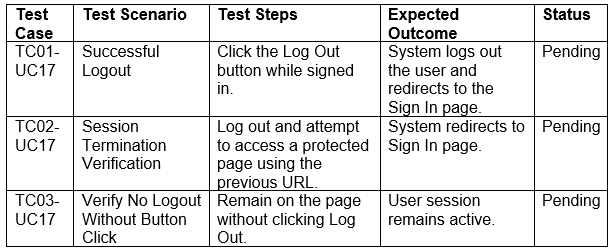 Test Case | Test Scenario | Test Steps | Expected Outcome | Status
TC01-UC17 | Successful Logout | Click the Log Out button while signed in. | System logs out the user and redirects to the Sign In page. | Pending
TC02-UC17 | Session Termination Verification | Log out and attempt to access a protected page using the previous URL. | System redirects to Sign In page. | Pending
TC03-UC17 | Verify No Logout Without Button Click | Remain on the page without clicking Log Out. | User session remains active. | Pending